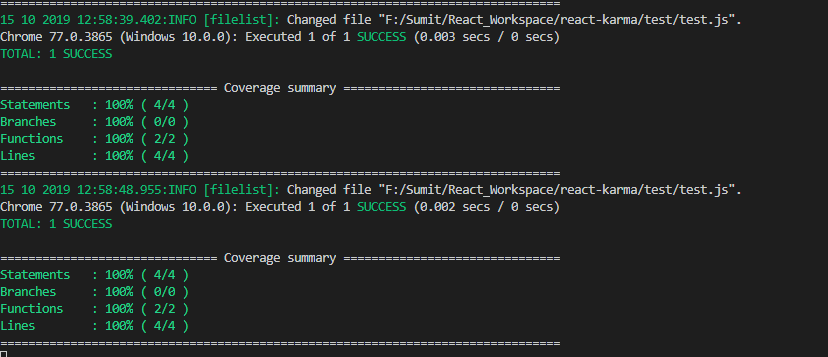 ================================================================================
15 10 2019 12:58:39.402:INFO [filelist]: Changed file "F:/Sumit/React_Workspace/react-karma/test/test.js".
Chrome 77.0.3865 (Windows 10.0.0): Executed 1 of 1 SUCCESS (0.003 secs / 0 secs)
TOTAL: 1 SUCCESS

=============================== Coverage summary ===============================
Statements   : 100% ( 4/4 )
Branches     : 100% ( 0/0 )
Functions    : 100% ( 2/2 )
Lines        : 100% ( 4/4 )
================================================================================
15 10 2019 12:58:48.955:INFO [filelist]: Changed file "F:/Sumit/React_Workspace/react-karma/test/test.js".
Chrome 77.0.3865 (Windows 10.0.0): Executed 1 of 1 SUCCESS (0.002 secs / 0 secs)
TOTAL: 1 SUCCESS

=============================== Coverage summary ===============================
Statements   : 100% ( 4/4 )
Branches     : 100% ( 0/0 )
Functions    : 100% ( 2/2 )
Lines        : 100% ( 4/4 )
================================================================================